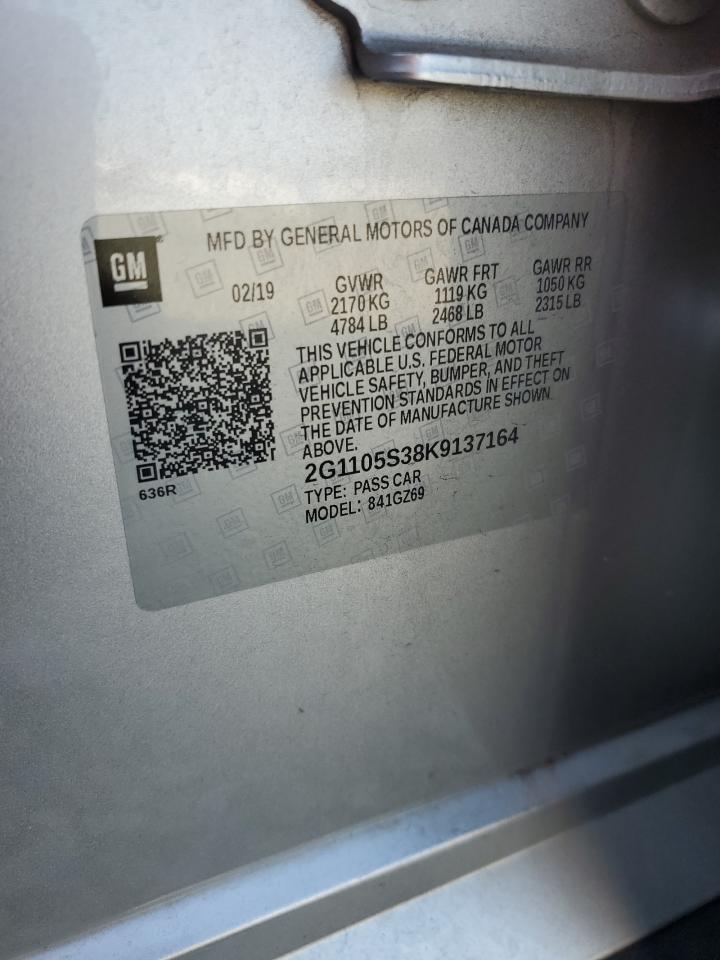 GM
MFD BY GENERAL MOTORS OF CANADA COMPANY
02/19
GVWR
2170 KG
4784 LB
GAWR FRT
1119 KG
2468 LB
GAWR RR
1050 KG
2315 LB
THIS VEHICLE CONFORMS TO ALL
APPLICABLE U.S. FEDERAL MOTOR
VEHICLE SAFETY, BUMPER, AND THEFT
PREVENTION STANDARDS IN EFFECT ON
THE DATE OF MANUFACTURE SHOWN
ABOVE.
2G1105S38K9137164
TYPE: PASS CAR
MODEL: 841GZ69
636R